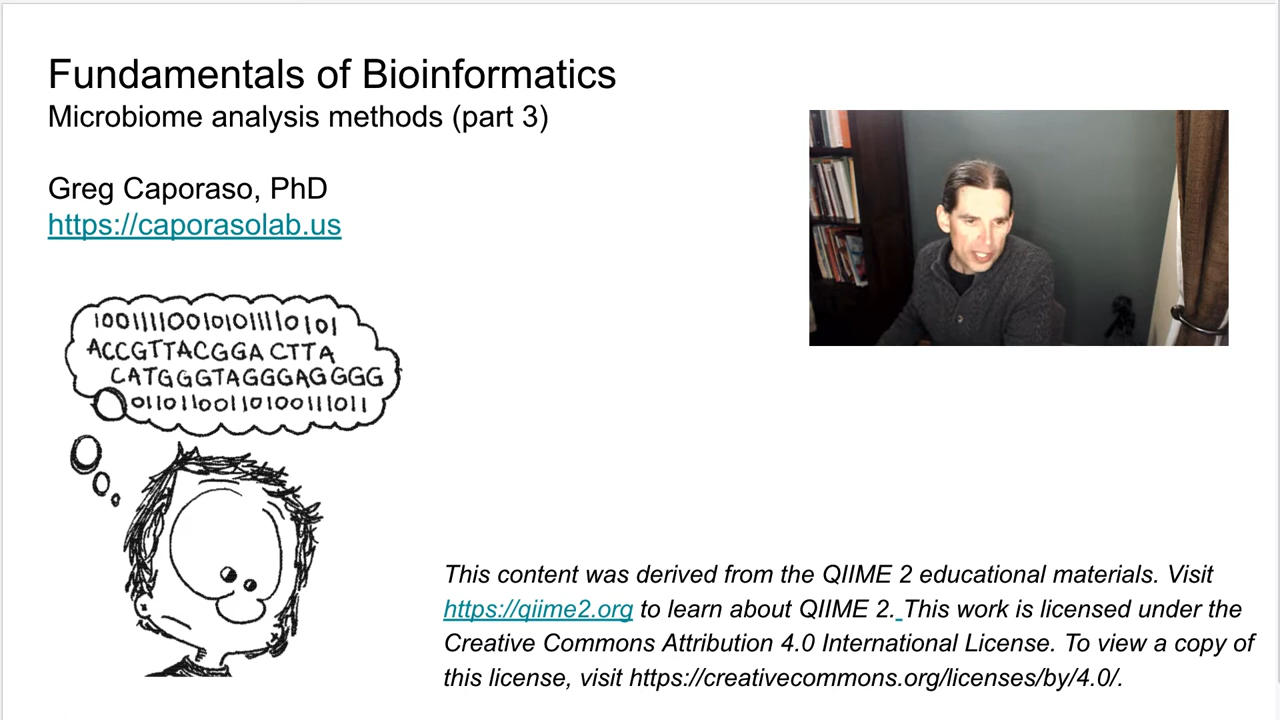 Fundamentals of Bioinformatics
Microbiome analysis methods (part 3)
Greg Caporaso, PhD
https://caporasolab.us
1001111001010111110101
ACCGTTACGGACTTA
CATGGGTAGGGAGGGG
01101100110100111011
This content was derived from the QIIME 2 educational materials. Visit
https://qiime2.org to learn about QIIME 2. This work is licensed under the
Creative Commons Attribution 4.0 International License. To view a copy of
this license, visit https://creativecommons.org/licenses/by/4.0/.